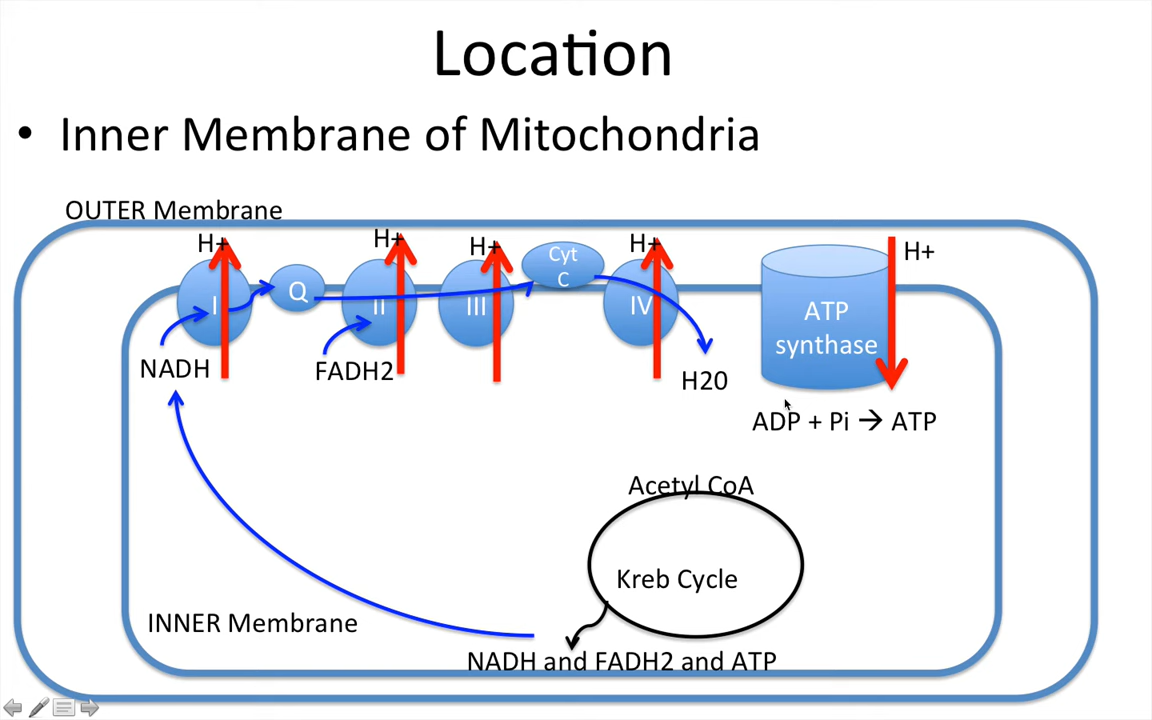 Location
• Inner Membrane of Mitochondria
OUTER Membrane
H+
H+
H+
H+
H+
Cyt
C
I
Q
II
III
IV
ATP
synthase
NADH
FADH2
H20
ADP + Pi → ATP
Acetyl CoA
Kreb Cycle
INNER Membrane
NADH and FADH2 and ATP